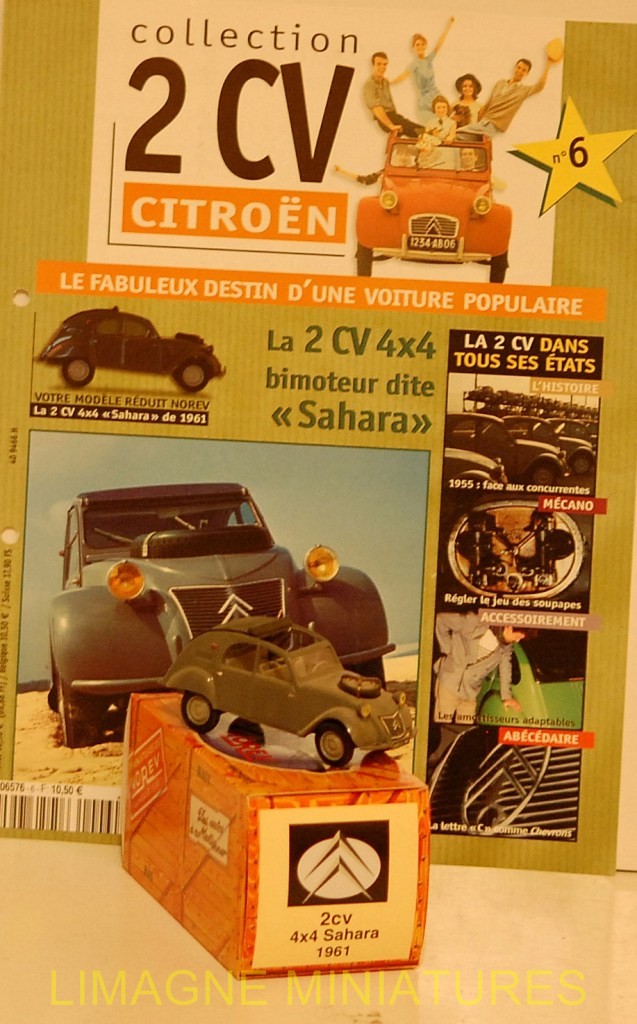 collection
2 CV
CITROËN
n° 6
1234 AB06
LE FABULEUX DESTIN D'UNE VOITURE POPULAIRE
VOTRE MODÈLE RÉDUIT NOREV
La 2 CV 4x4 «Sahara» de 1961
La 2 CV 4x4
bimoteur dite
«Sahara»
LA 2 CV DANS
TOUS SES ÉTATS
L'HISTOIRE
1955 : face aux concurrentes
MÉCANO
Régler le jeu des soupapes
ACCESSOIREMENT
Les amortisseurs adaptables
ABÉCÉDAIRE
La lettre «C» comme Chevrons
F: 10,50 €
NOREV
2cv
4x4 Sahara
1961
LIMAGNE MINIATURES